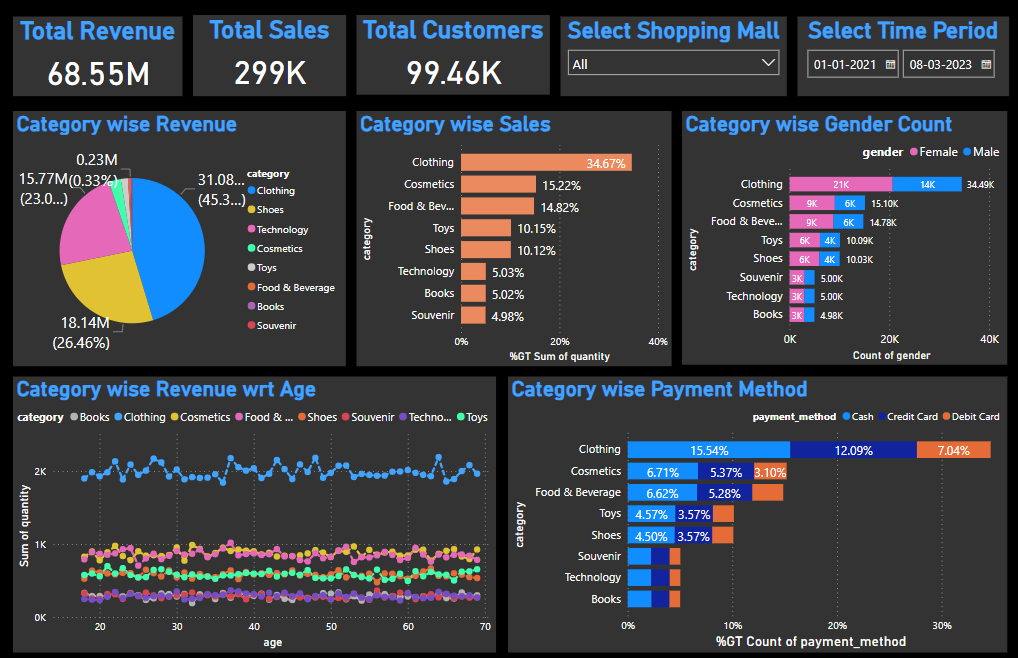 Total Revenue
68.55M
Total Sales
299K
Total Customers
99.46K
Select Shopping Mall
All
Select Time Period
01-01-2021
08-03-2023
Category wise Revenue
0.23M
(0.33%)
15.77M
(23.0...)
31.08...
(45.3...)
18.14M
(26.46%)
category
Clothing
Shoes
Technology
Cosmetics
Toys
Food & Beverage
Books
Souvenir
Category wise Sales
category
Clothing 34.67%
Cosmetics 15.22%
Food & Bev... 14.82%
Toys 10.15%
Shoes 10.12%
Technology 5.03%
Books 5.02%
Souvenir 4.98%
0% 20% 40%
%GT Sum of quantity
Category wise Gender Count
gender Female Male
category
Clothing 21K 14K 34.49K
Cosmetics 9K 6K 15.10K
Food & Beve... 9K 6K 14.78K
Toys 6K 4K 10.09K
Shoes 6K 4K 10.03K
Souvenir 3K 5.00K
Technology 3K 5.00K
Books 3K 4.98K
0K 20K 40K
Count of gender
Category wise Revenue wrt Age
category Books Clothing Cosmetics Food & ... Shoes Souvenir Techno... Toys
Sum of quantity
2K
1K
0K
20 30 40 50 60 70
age
Category wise Payment Method
payment_method Cash Credit Card Debit Card
category
Clothing 15.54% 12.09% 7.04%
Cosmetics 6.71% 5.37% 3.10%
Food & Beverage 6.62% 5.28%
Toys 4.57% 3.57%
Shoes 4.50% 3.57%
Souvenir
Technology
Books
0% 10% 20% 30%
%GT Count of payment_method